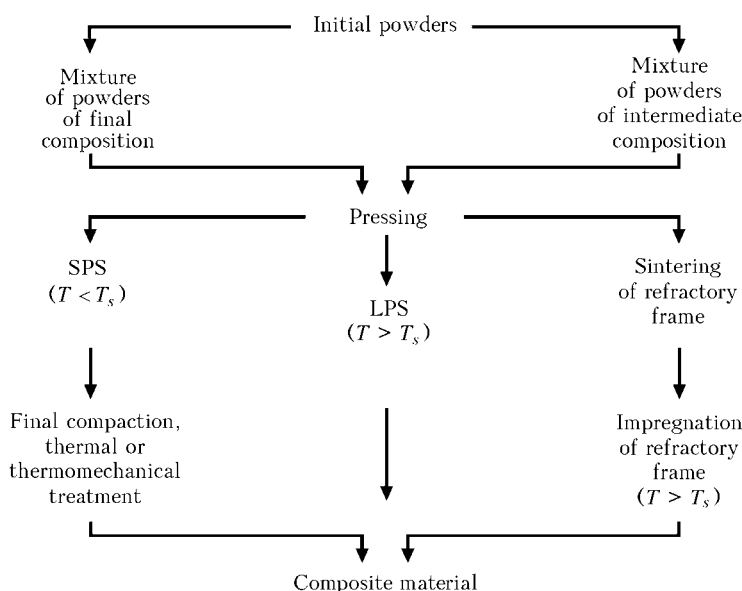 Initial powders
Mixture
of powders
of final
composition
Mixture
of powders
of intermediate
composition
Pressing
SPS
(T < Tₛ)
LPS
(T > Tₛ)
Sintering
of refractory
frame
Final compaction,
thermal or
thermomechanical
treatment
Impregnation
of refractory
frame
(T > Tₛ)
Composite material